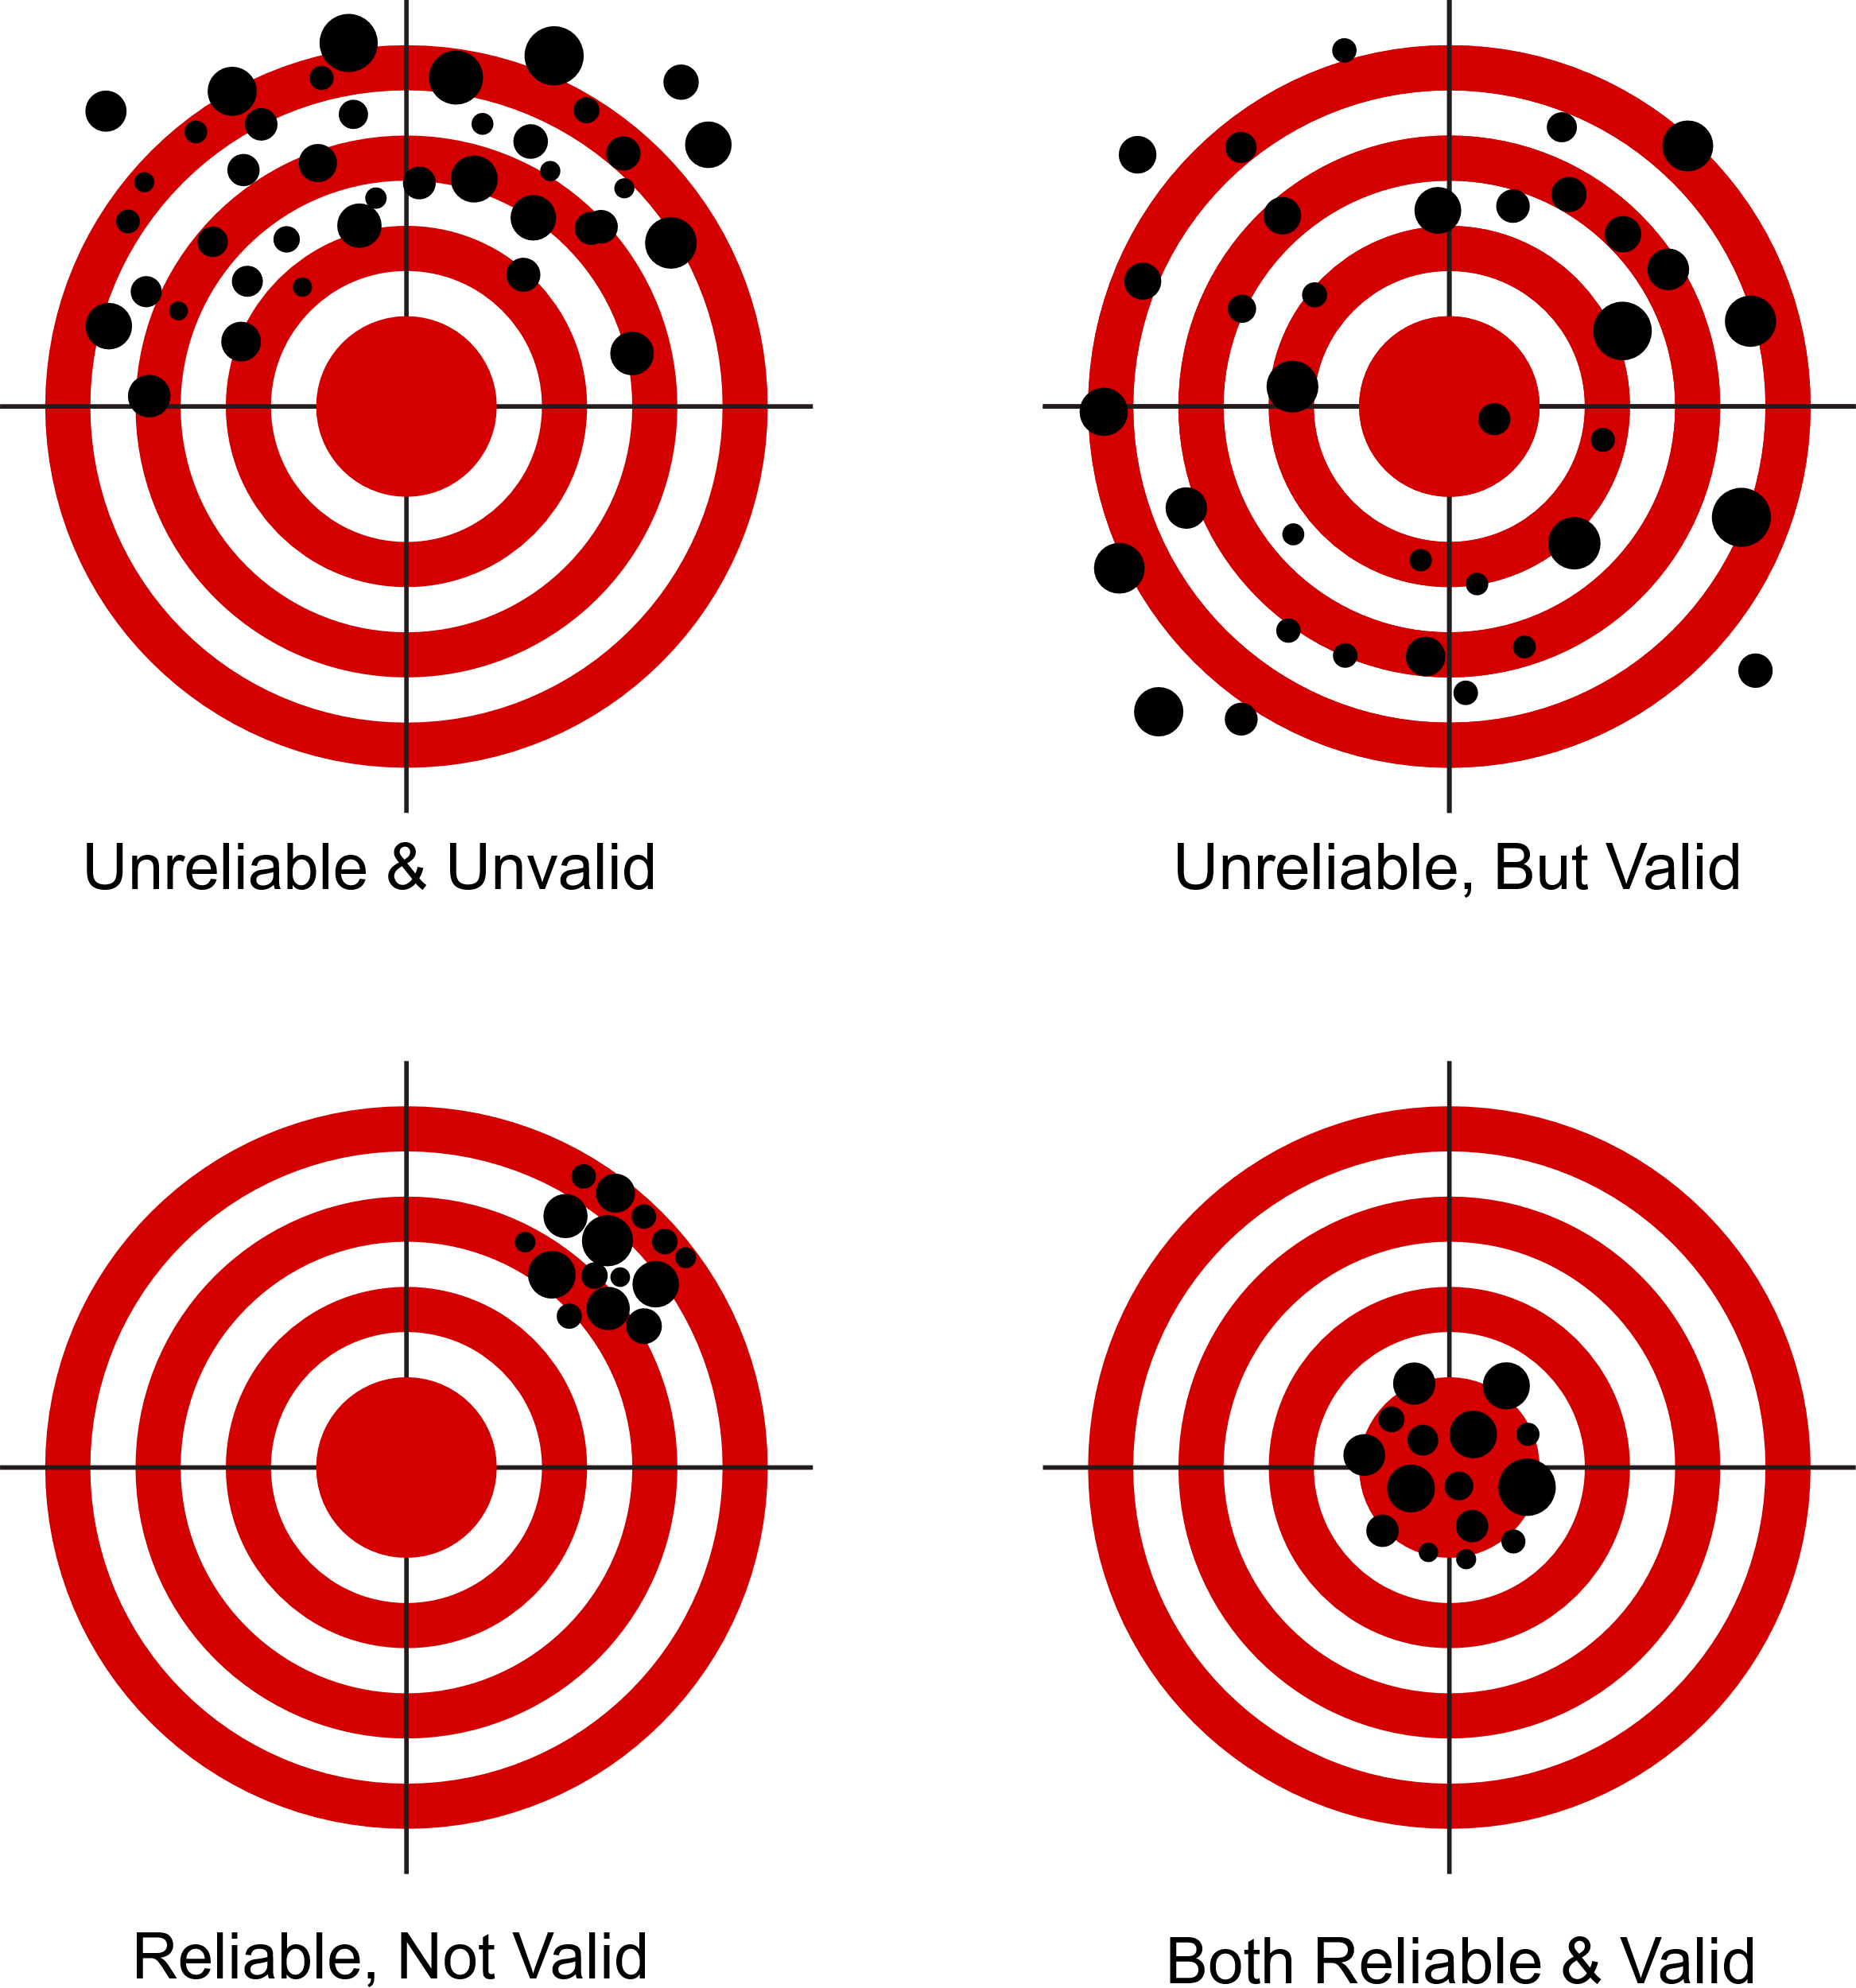 Unreliable & Unvalid
Unreliable, But Valid
Reliable, Not Valid
Both Reliable & Valid